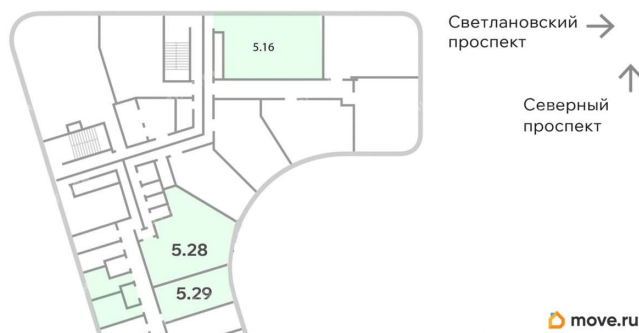 Светлановский
проспект
5.16
Северный
проспект
5.28
5.29
move.ru